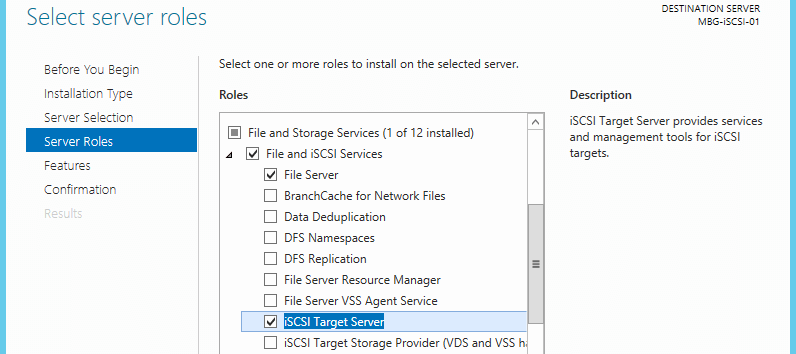 Select server roles
DESTINATION SERVER
MBG-iSCSI-01
Before You Begin
Installation Type
Server Selection
Server Roles
Features
Confirmation
Results
Select one or more roles to install on the selected server.
Roles
File and Storage Services (1 of 12 installed)
File and iSCSI Services
File Server
BranchCache for Network Files
Data Deduplication
DFS Namespaces
DFS Replication
File Server Resource Manager
File Server VSS Agent Service
iSCSI Target Server
iSCSI Target Storage Provider (VDS and VSS ha
Description
iSCSI Target Server provides services
and management tools for iSCSI
targets.